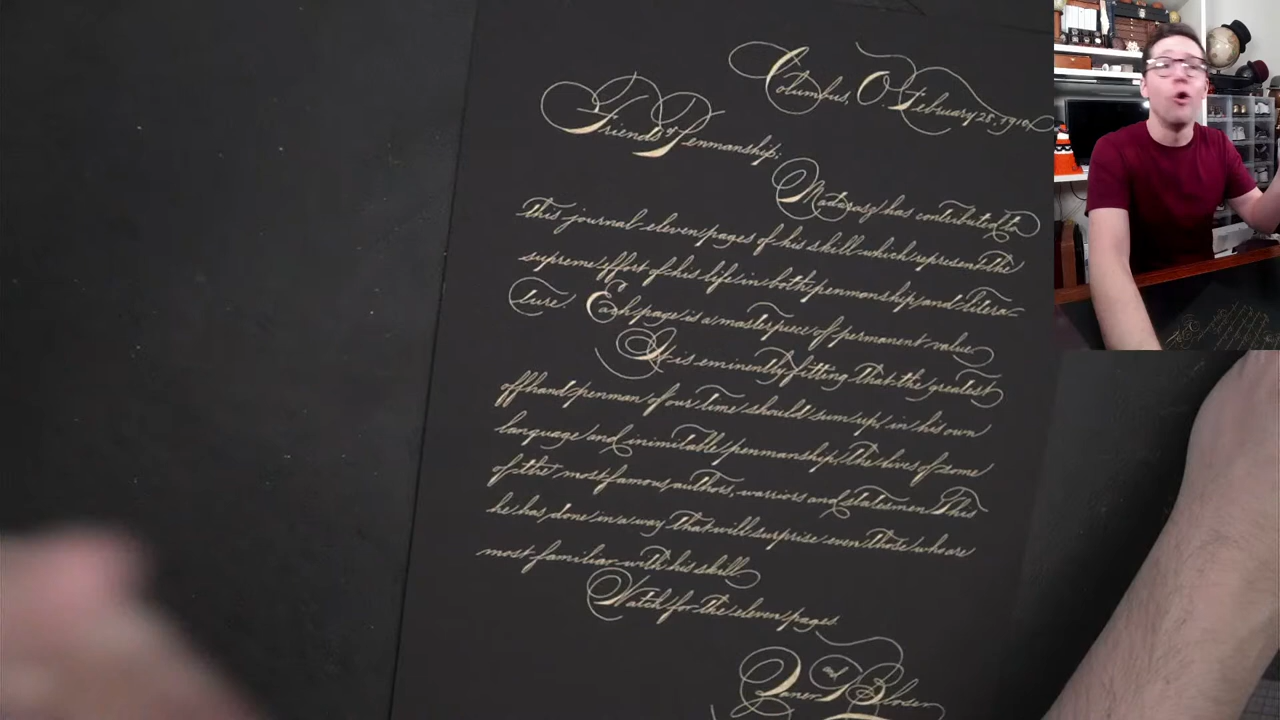 Columbus, O. February 28, 1910.
Friends of Penmanship:
Madarasz has contributed to
this journal eleven pages of his skill which represent the
supreme effort of his life in both penmanship and litera-
ture. Each page is a masterpiece of permanent value.
It is eminently fitting that the greatest
offhand penman of our time should sum up, in his own
language and inimitable penmanship, the lives of some
of the most famous authors, warriors and statesmen. This
he has done in a way that will surprise even those who are
most familiar with his skill.
Watch for the eleven pages.
Zaner and Bloser